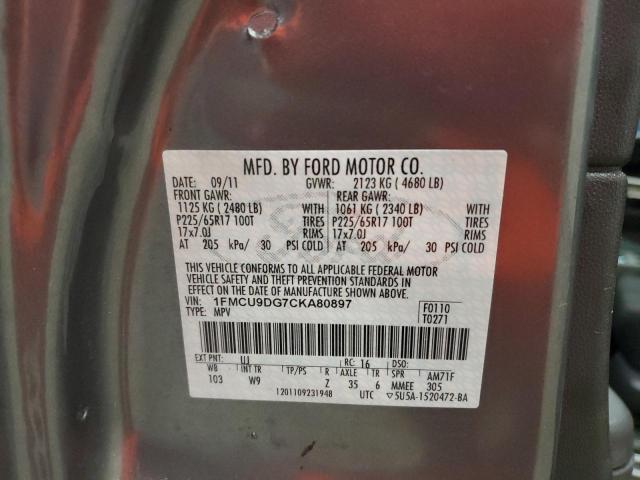 MFD. BY FORD MOTOR CO.
DATE: 09/11 GVWR: 2123 KG ( 4680 LB)
FRONT GAWR: REAR GAWR:
1125 KG ( 2480 LB) WITH 1061 KG ( 2340 LB) WITH
P225/65R17 100T TIRES P225/65R17 100T TIRES
17x7.0J RIMS 17x7.0J RIMS
AT 205 kPa/ 30 PSI COLD AT 205 kPa/ 30 PSI COLD
THIS VEHICLE CONFORMS TO ALL APPLICABLE FEDERAL MOTOR
VEHICLE SAFETY AND THEFT PREVENTION STANDARDS IN
EFFECT ON THE DATE OF MANUFACTURE SHOWN ABOVE.
VIN: 1FMCU9DG7CKA80897 F0110
TYPE: MPV T0271
EXT PNT: UJ RC: 16 DSO:
WB INT TR TP/PS R AXLE TR SPR AM71F
103 W9 Z 35 6 MMEE 305
1201109231948 UTC ▽5U5A-1520472-BA